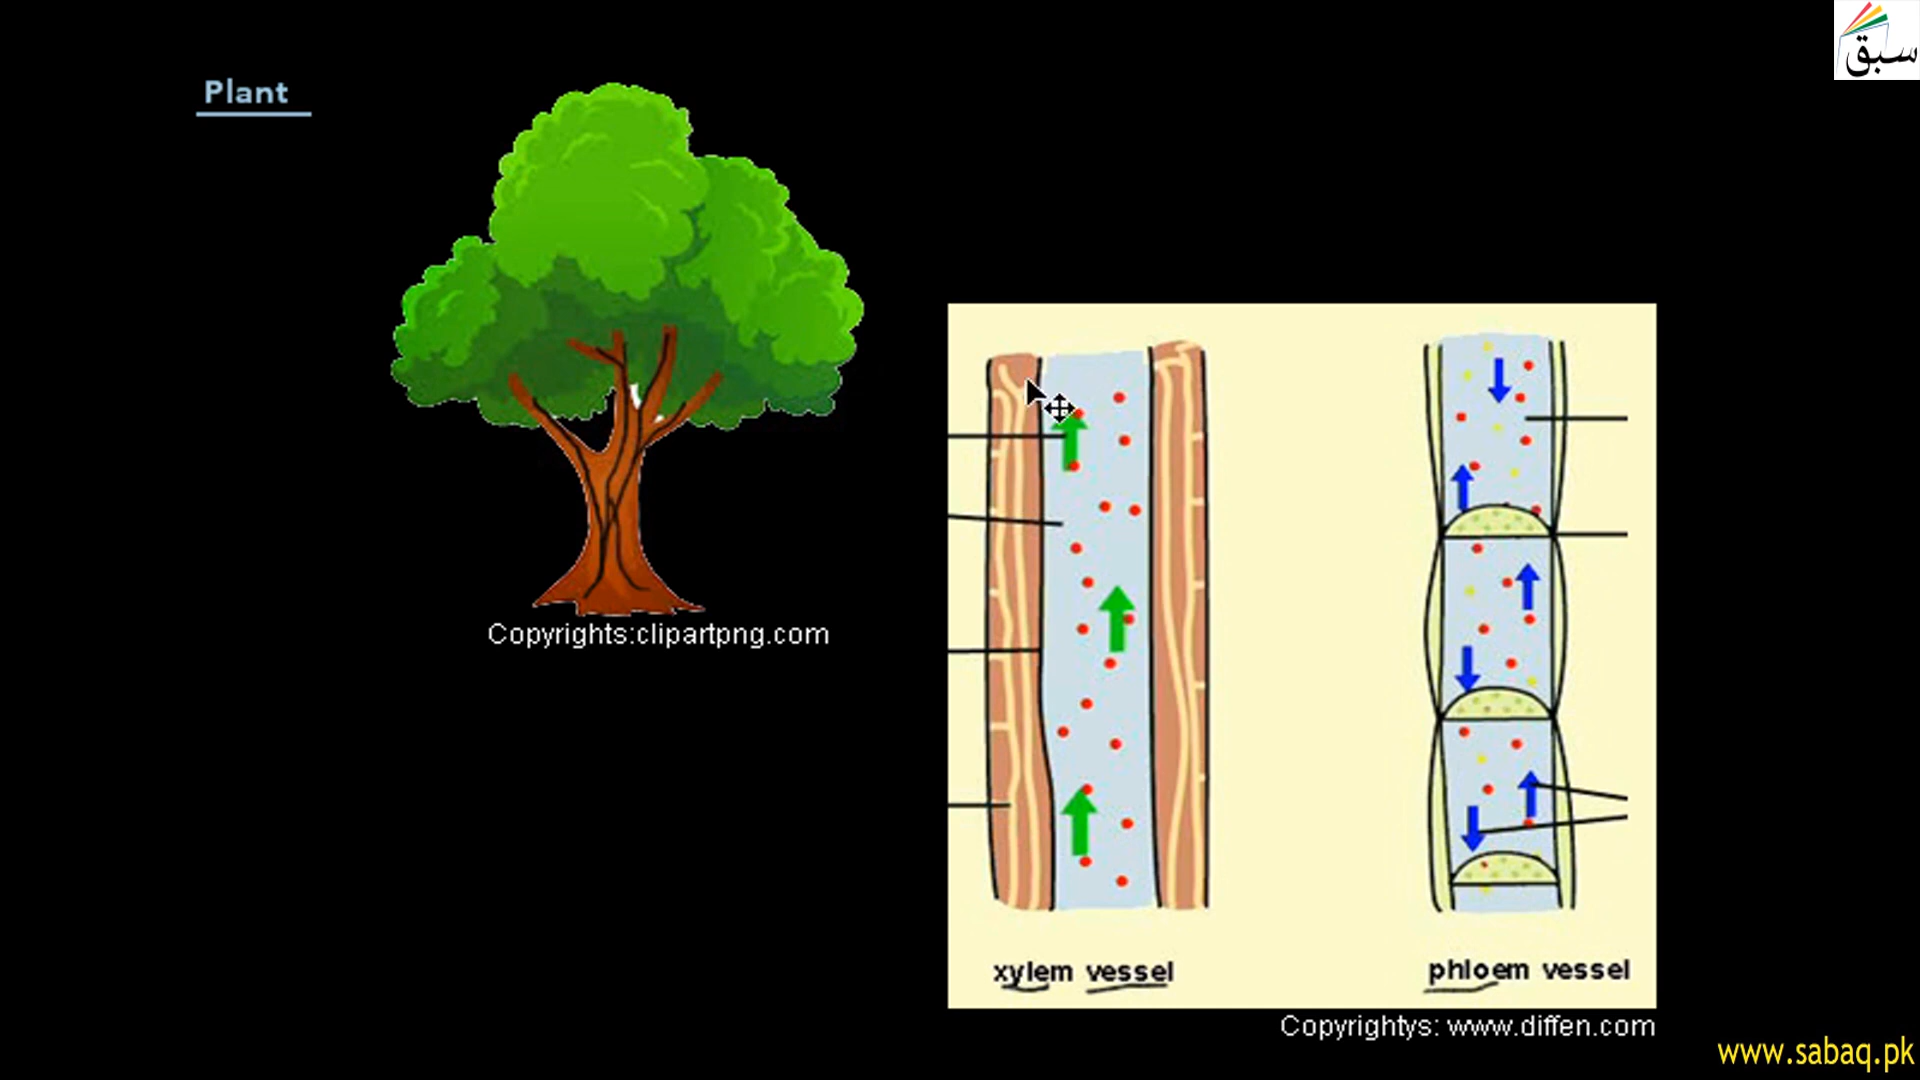 سبق
Plant
Copyrights:clipartpng.com
xylem vessel
phloem vessel
Copyrightys: www.diffen.com
www.sabaq.pk